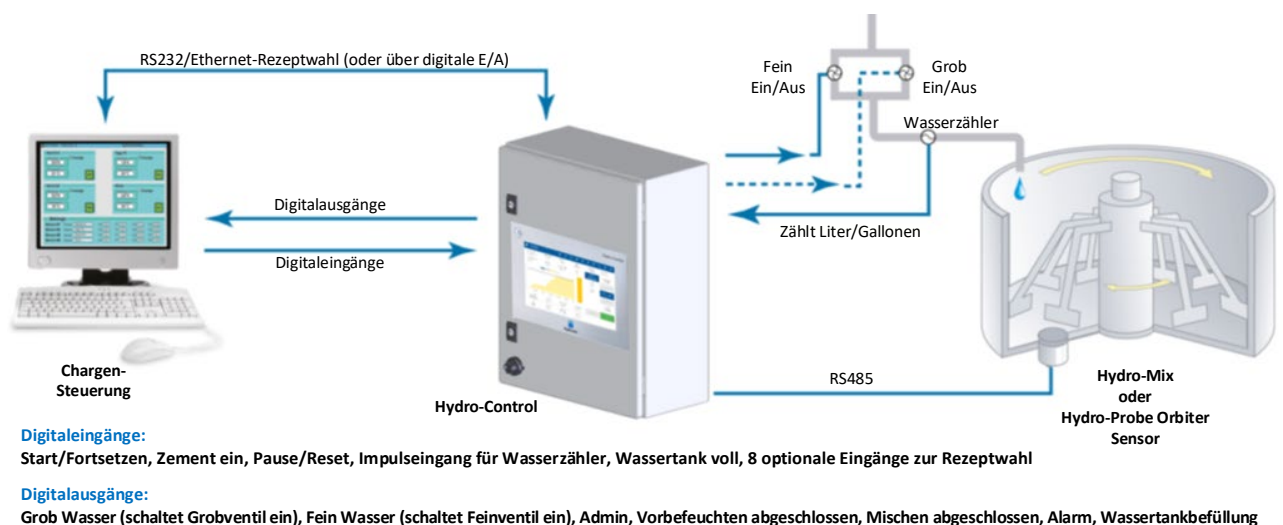 RS232/Ethernet-Rezeptwahl (oder über digitale E/A)
Fein
Ein/Aus
Grob
Ein/Aus
Wasserzähler
Digitalausgänge
Zählt Liter/Gallonen
Digitaleingänge
Chargen-
Steuerung
Hydro-Control
RS485
Hydro-Mix
oder
Hydro-Probe Orbiter
Sensor
Digitaleingänge:
Start/Fortsetzen, Zement ein, Pause/Reset, Impulseingang für Wasserzähler, Wassertank voll, 8 optionale Eingänge zur Rezeptwahl
Digitalausgänge:
Grob Wasser (schaltet Grobventil ein), Fein Wasser (schaltet Feinventil ein), Admin, Vorbefeuchten abgeschlossen, Mischen abgeschlossen, Alarm, Wassertankbefüllung